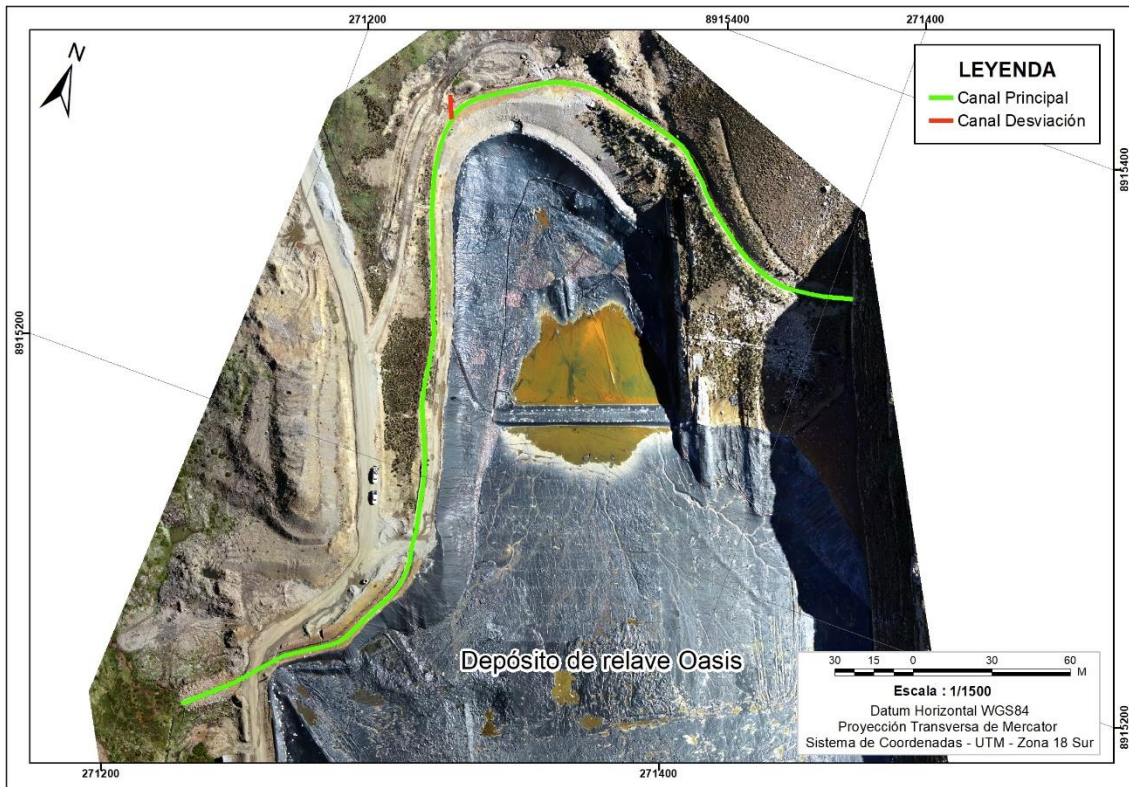 271200
8915400
271400
N
LEYENDA
Canal Principal
Canal Desviación
8915400
8915200
Depósito de relave Oasis
30 15 0 30 60
M
Escala : 1/1500
Datum Horizontal WGS84
Proyección Transversa de Mercator
Sistema de Coordenadas - UTM - Zona 18 Sur
8915200
271200
271400